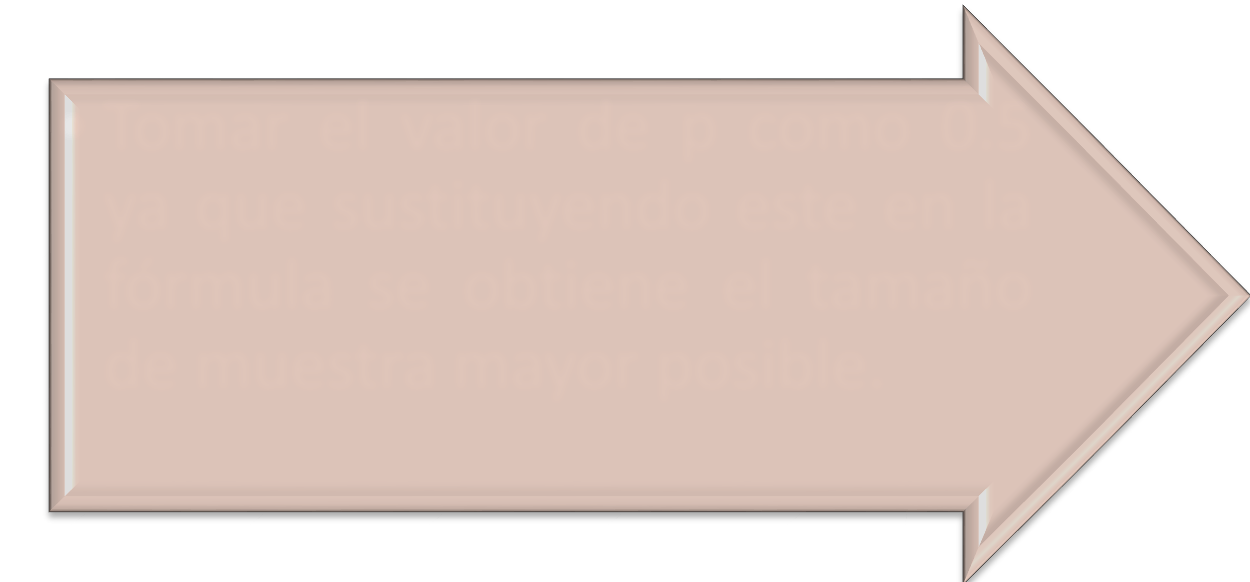 Tomar el valor de p como 0.5
ya que sustituyendo este en la
formula se obtiene el tamaño
de muestra mayor posible.